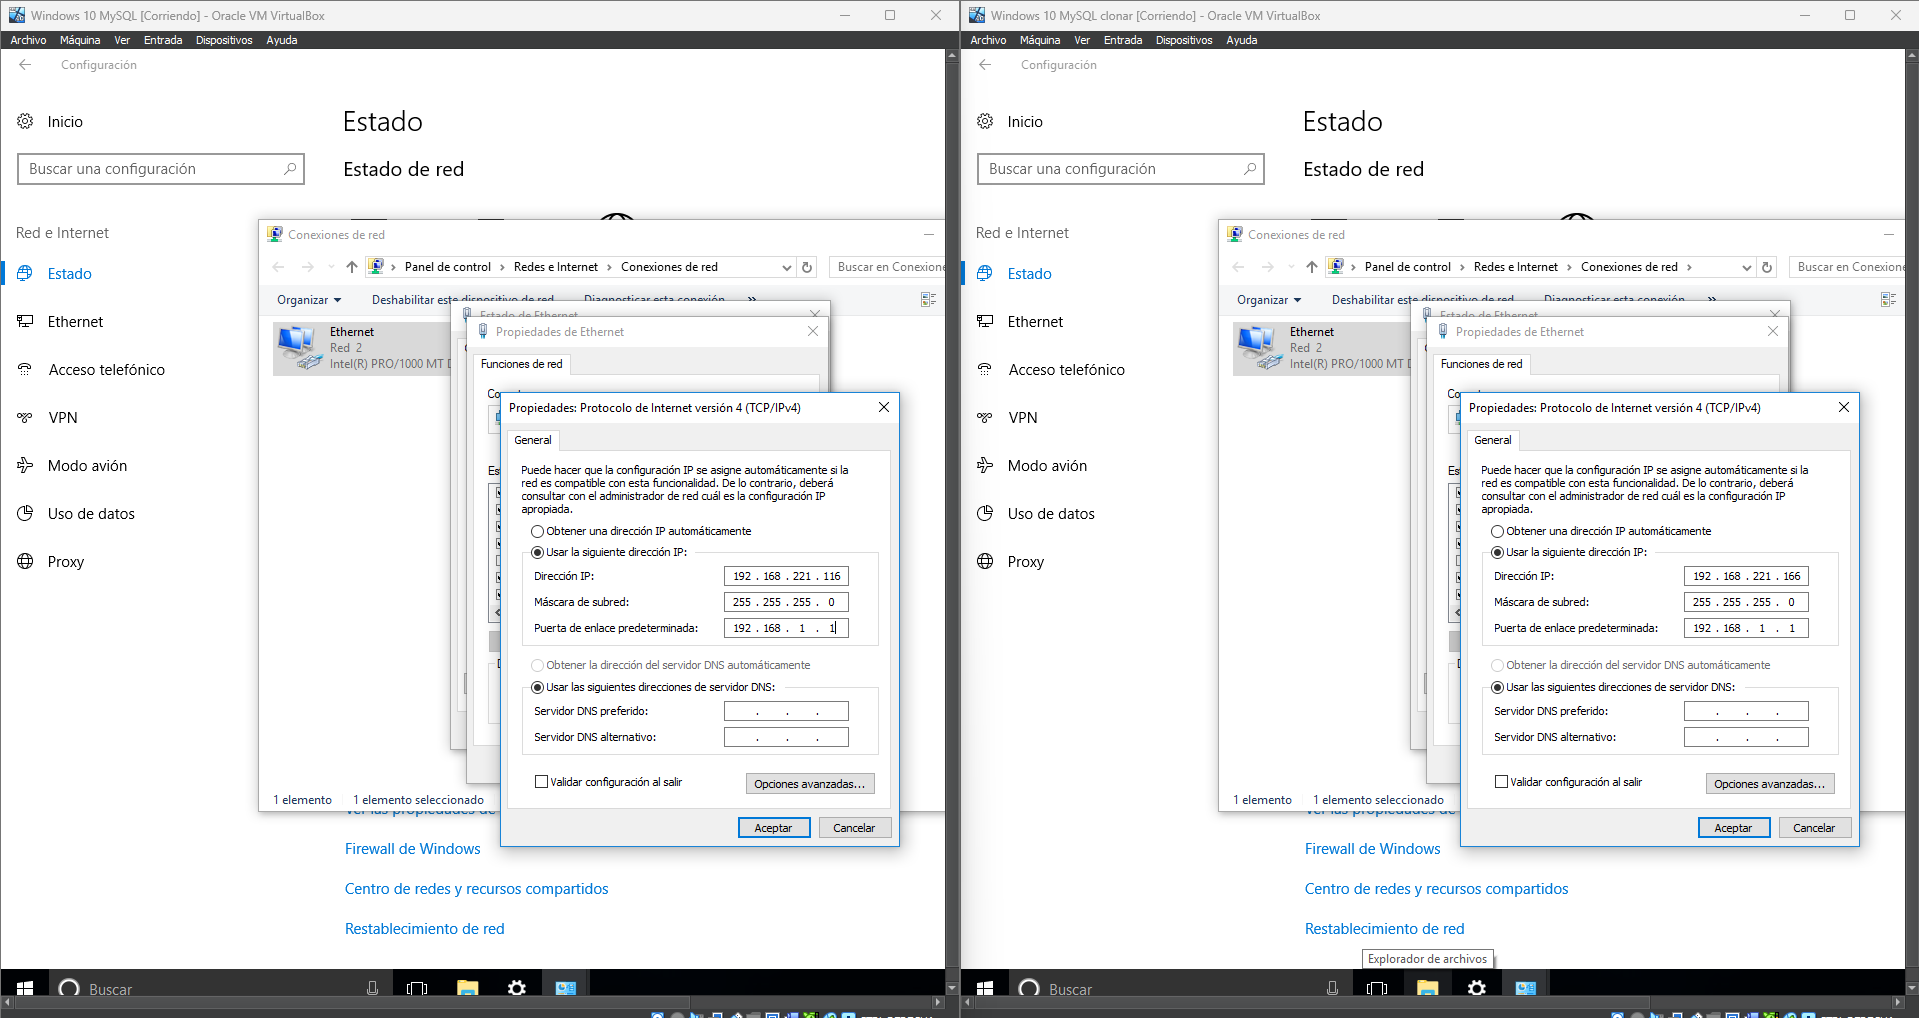 Windows 10 MySQL [Corriendo] - Oracle VM VirtualBox
Archivo Máquina Ver Entrada Dispositivos Ayuda
Configuración
Inicio
Buscar una configuración
Red e Internet
Estado
Ethernet
Acceso telefónico
VPN
Modo avión
Uso de datos
Proxy
Estado
Estado de red
Conexiones de red
Panel de control Redes e Internet Conexiones de red
Buscar en Conexione
Organizar Deshabilitar este dispositivo de red Diagnosticar esta conexión »
Ethernet
Red 2
Intel(R) PRO/1000 MT D
Estado de Ethernet
Propiedades de Ethernet
Funciones de red
Propiedades: Protocolo de Internet versión 4 (TCP/IPv4)
General
Puede hacer que la configuración IP se asigne automáticamente si la
red es compatible con esta funcionalidad. De lo contrario, deberá
consultar con el administrador de red cuál es la configuración IP
apropiada.
Obtener una dirección IP automáticamente
Usar la siguiente dirección IP:
Dirección IP: 192 . 168 . 221 . 116
Máscara de subred: 255 . 255 . 255 . 0
Puerta de enlace predeterminada: 192 . 168 . 1 . 1
Obtener la dirección del servidor DNS automáticamente
Usar las siguientes direcciones de servidor DNS:
Servidor DNS preferido: . . .
Servidor DNS alternativo: . . .
Validar configuración al salir
Opciones avanzadas...
Aceptar Cancelar
1 elemento 1 elemento seleccionado
Ver las propiedades de
Firewall de Windows
Centro de redes y recursos compartidos
Restablecimiento de red
Buscar
Windows 10 MySQL clonar [Corriendo] - Oracle VM VirtualBox
Archivo Máquina Ver Entrada Dispositivos Ayuda
Configuración
Inicio
Buscar una configuración
Red e Internet
Estado
Ethernet
Acceso telefónico
VPN
Modo avión
Uso de datos
Proxy
Estado
Estado de red
Conexiones de red
Panel de control Redes e Internet Conexiones de red
Buscar en Conexione
Organizar Deshabilitar este dispositivo de red Diagnosticar esta conexión »
Ethernet
Red 2
Intel(R) PRO/1000 MT D
Estado de Ethernet
Propiedades de Ethernet
Funciones de red
Propiedades: Protocolo de Internet versión 4 (TCP/IPv4)
General
Puede hacer que la configuración IP se asigne automáticamente si la
red es compatible con esta funcionalidad. De lo contrario, deberá
consultar con el administrador de red cuál es la configuración IP
apropiada.
Obtener una dirección IP automáticamente
Usar la siguiente dirección IP:
Dirección IP: 192 . 168 . 221 . 166
Máscara de subred: 255 . 255 . 255 . 0
Puerta de enlace predeterminada: 192 . 168 . 1 . 1
Obtener la dirección del servidor DNS automáticamente
Usar las siguientes direcciones de servidor DNS:
Servidor DNS preferido: . . .
Servidor DNS alternativo: . . .
Validar configuración al salir
Opciones avanzadas...
Aceptar Cancelar
1 elemento 1 elemento seleccionado
Ver las propiedades de
Firewall de Windows
Centro de redes y recursos compartidos
Restablecimiento de red
Explorador de archivos
Buscar